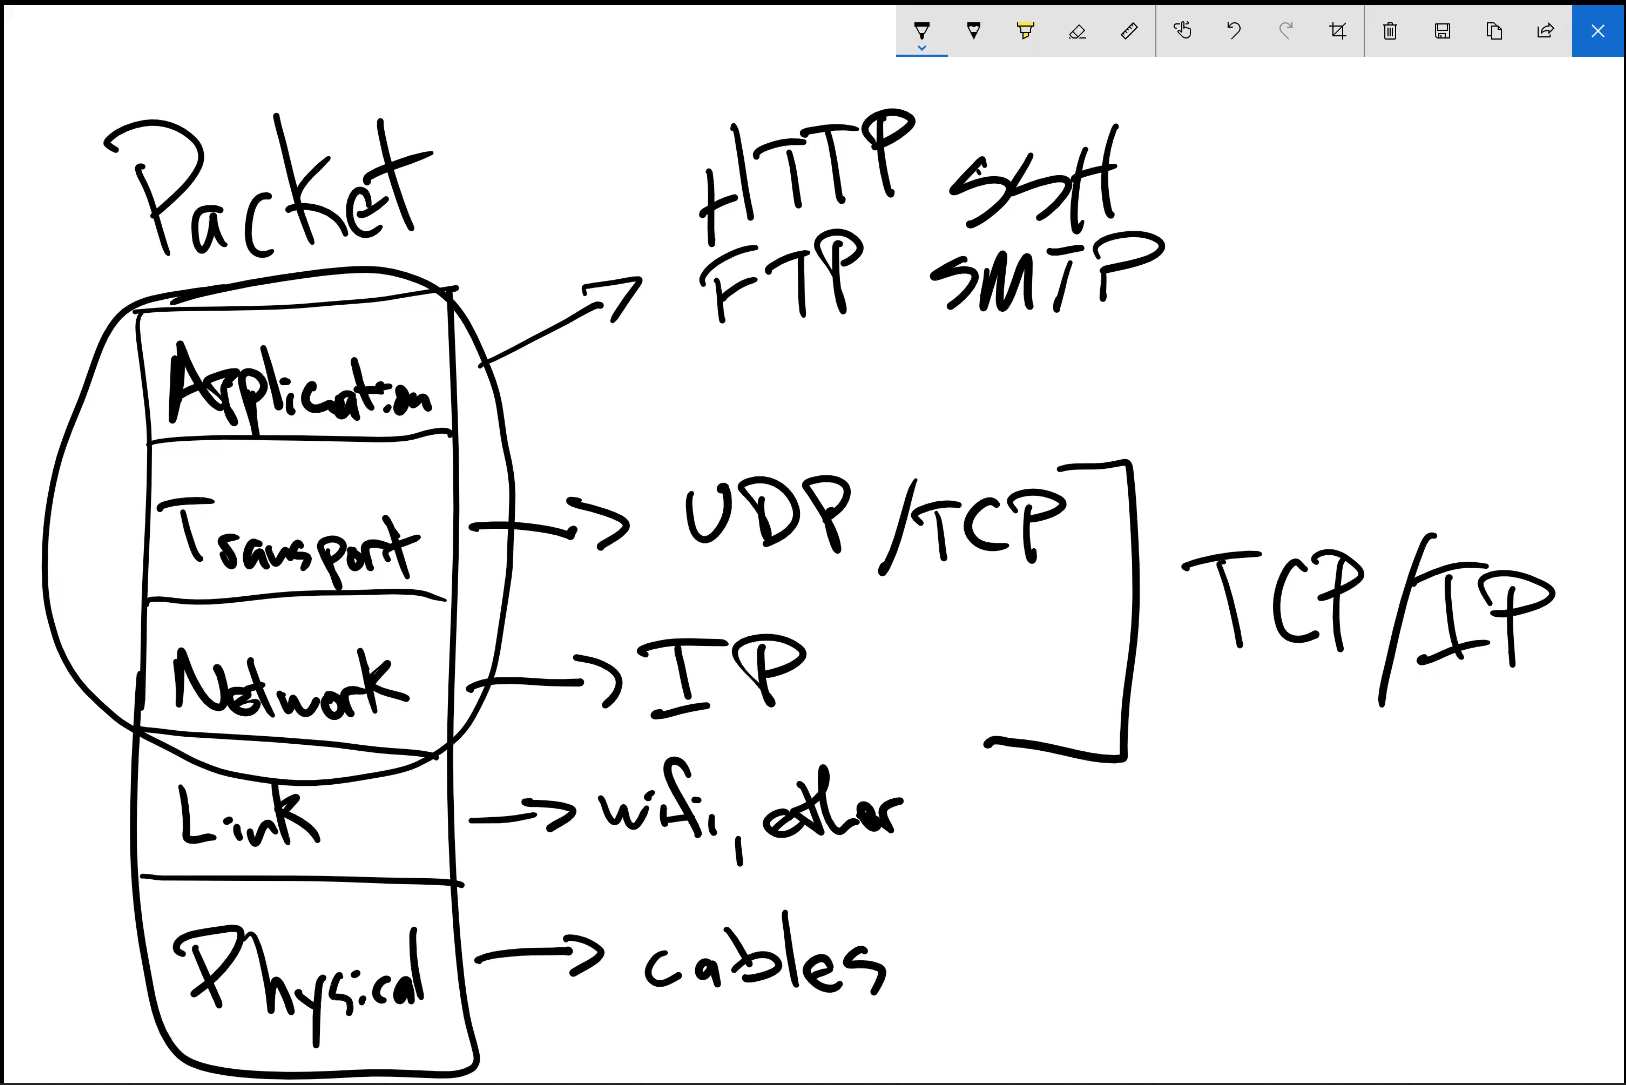 Packet
HTTP SSH
FTP SMTP
Application
Transport
UDP/TCP
TCP/IP
Network
IP
Link
wifi, ether
Physical
cables